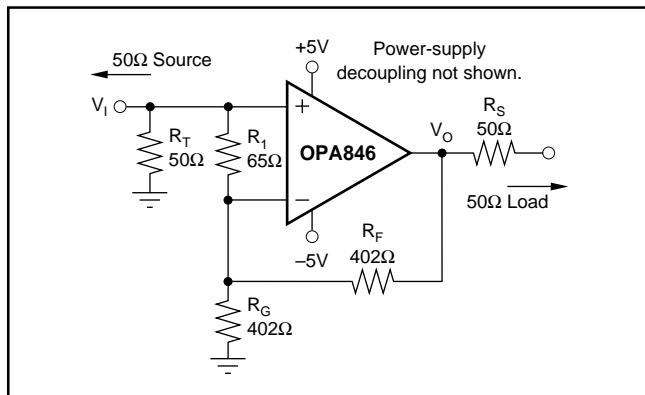 50Ω Source
+5V
Power-supply
decoupling not shown.
V_I
R_T
50Ω
R_1
65Ω
OPA846
+
−
V_O
R_S
50Ω
50Ω Load
–5V
R_F
402Ω
R_G
402Ω